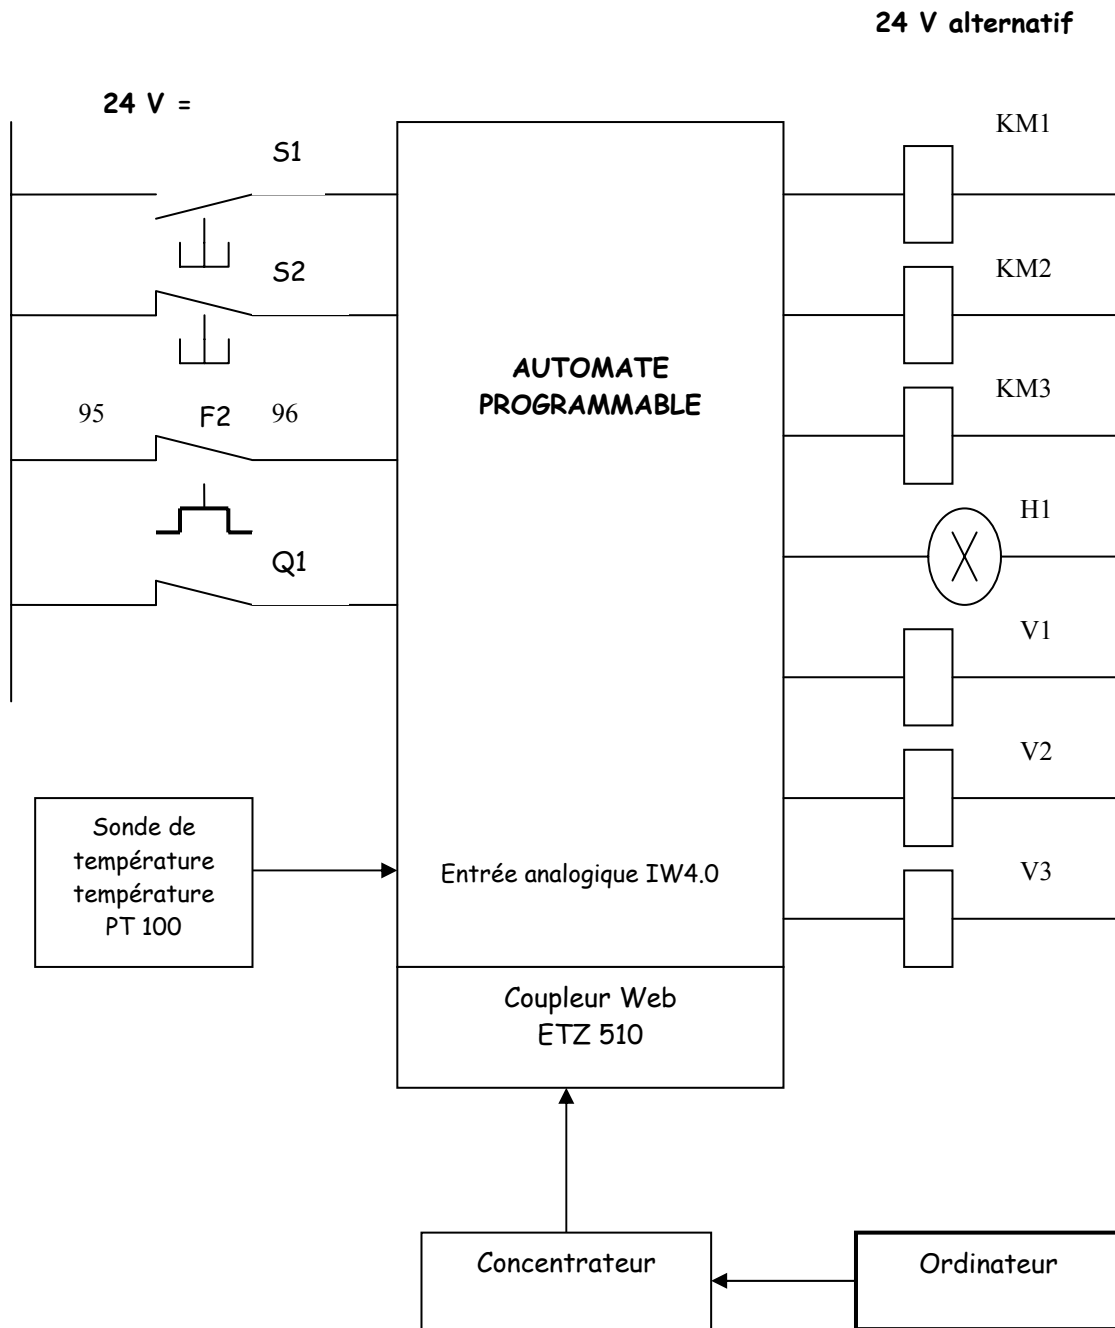 24 V alternatif
24 V =
S1
KM1
S2
KM2
AUTOMATE
PROGRAMMABLE
95 F2 96
KM3
H1
Q1
V1
V2
Sonde de
température
température
PT 100
Entrée analogique IW4.0
V3
Coupleur Web
ETZ 510
Concentrateur
Ordinateur